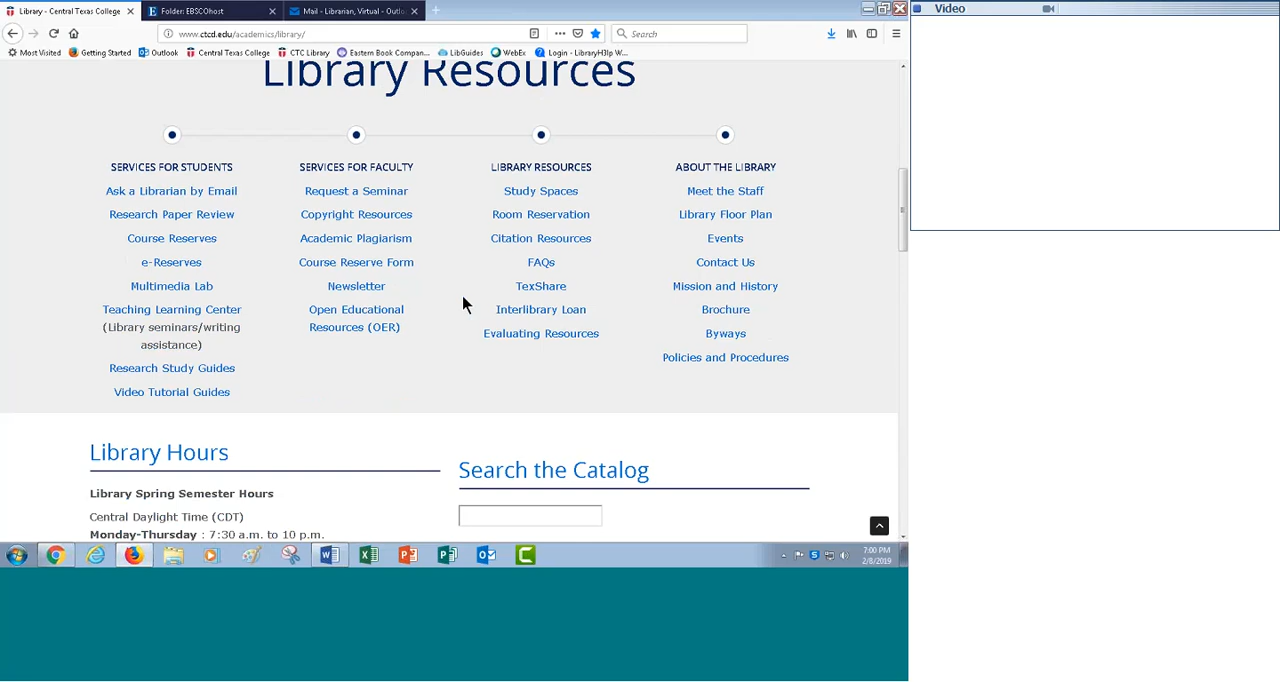 Library - Central Texas College
Folder: EBSCOhost
Mail - Librarian, Virtual - Outlo
www.ctcd.edu/academics/library/
Search
Most Visited
Getting Started
Outlook
Central Texas College
CTC Library
Eastern Book Compan...
LibGuides
WebEx
Login - LibraryH3lp W...
Video
Library Resources
SERVICES FOR STUDENTS
Ask a Librarian by Email
Research Paper Review
Course Reserves
e-Reserves
Multimedia Lab
Teaching Learning Center
(Library seminars/writing
assistance)
Research Study Guides
Video Tutorial Guides
SERVICES FOR FACULTY
Request a Seminar
Copyright Resources
Academic Plagiarism
Course Reserve Form
Newsletter
Open Educational
Resources (OER)
LIBRARY RESOURCES
Study Spaces
Room Reservation
Citation Resources
FAQs
TexShare
Interlibrary Loan
Evaluating Resources
ABOUT THE LIBRARY
Meet the Staff
Library Floor Plan
Events
Contact Us
Mission and History
Brochure
Byways
Policies and Procedures
Library Hours
Library Spring Semester Hours
Central Daylight Time (CDT)
Monday-Thursday : 7:30 a.m. to 10 p.m.
Search the Catalog
7:00 PM
2/8/2019